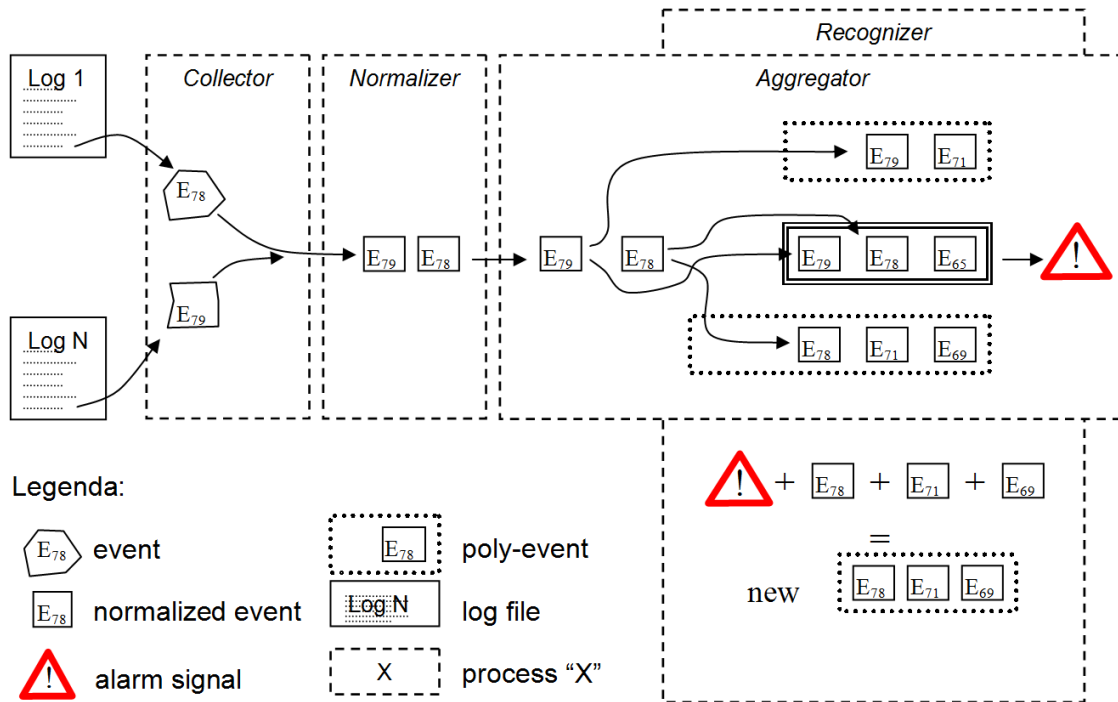 Recognizer
Log 1
Collector
Normalizer
Aggregator
E79 E71
E78
E79 E78
E79
E78
E79 E78 E65
!
E79
Log N
E78 E71 E69
! + E78 + E71 + E69
=
new E78 E71 E69
Legenda:
E78 event
E78 poly-event
E78 normalized event
Log N log file
! alarm signal
X process “X”